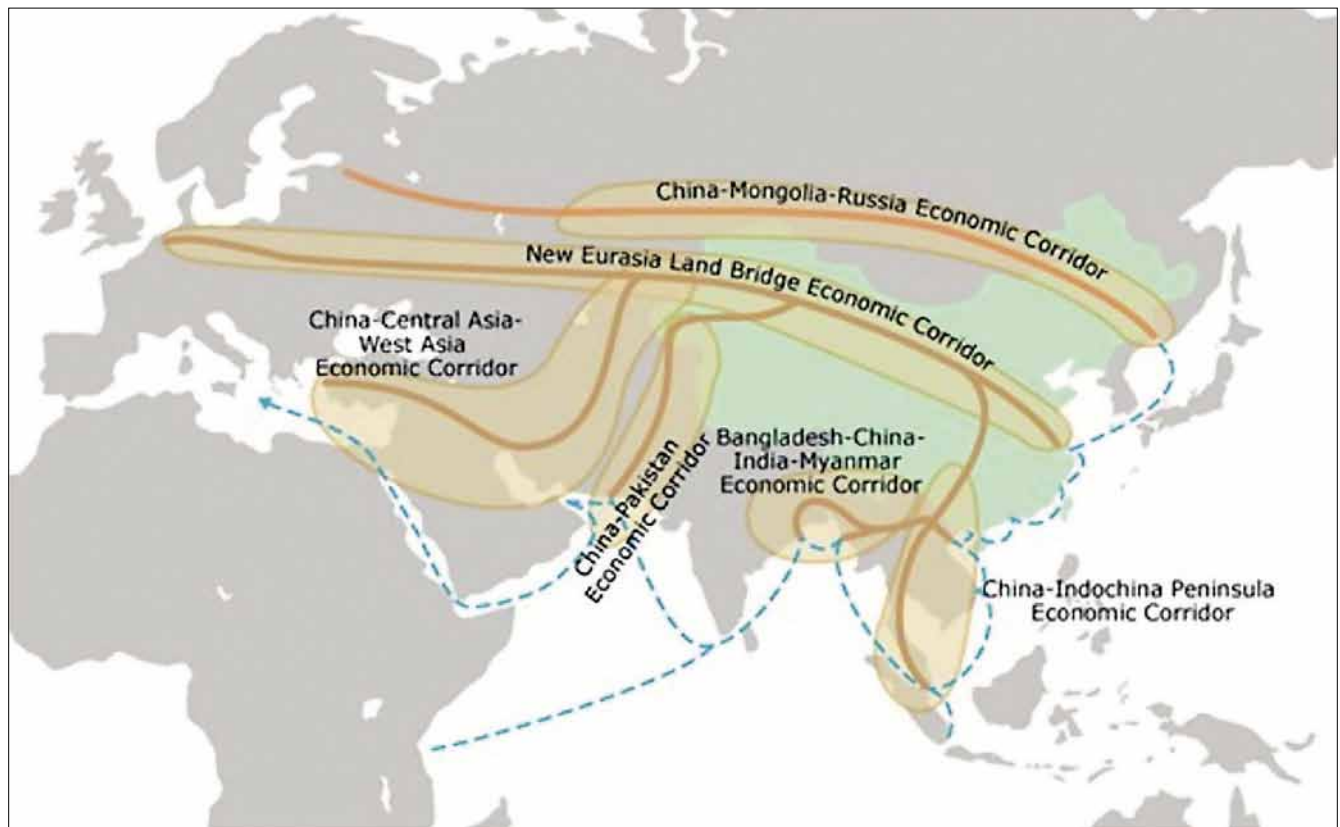 China-Mongolia-Russia Economic Corridor
New Eurasia Land Bridge Economic Corridor
China-Central Asia-
West Asia
Economic Corridor
China-Pakistan
Economic Corridor
Bangladesh-China-
India-Myanmar
Economic Corridor
China-Indochina Peninsula
Economic Corridor